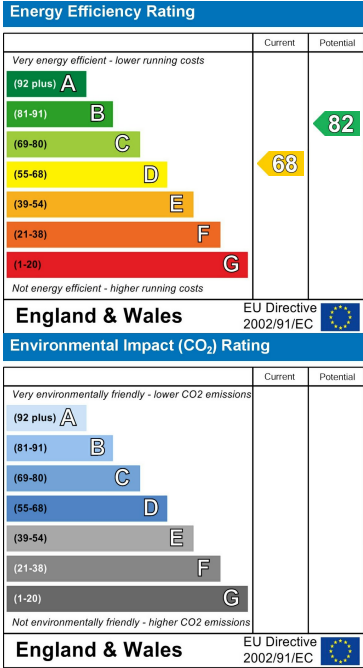 Energy Efficiency Rating
Current Potential
Very energy efficient - lower running costs
(92 plus) A
(81-91) B
82
(69-80) C
68
(55-68) D
(39-54) E
(21-38) F
(1-20) G
Not energy efficient - higher running costs
England & Wales
EU Directive
2002/91/EC
Environmental Impact (CO₂) Rating
Current Potential
Very environmentally friendly - lower CO2 emissions
(92 plus) A
(81-91) B
(69-80) C
(55-68) D
(39-54) E
(21-38) F
(1-20) G
Not environmentally friendly - higher CO2 emissions
England & Wales
EU Directive
2002/91/EC